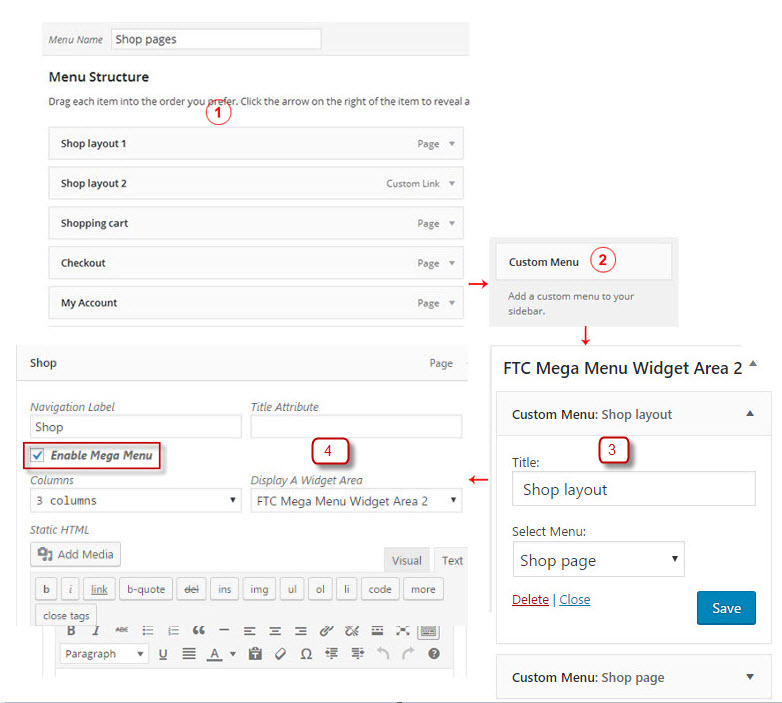 Menu Name Shop pages
Menu Structure
Drag each item into the order you prefer. Click the arrow on the right of the item to reveal a
1
Shop layout 1 Page
Shop layout 2 Custom Link
Shopping cart Page
Checkout Page
My Account Page
Custom Menu 2
Add a custom menu to your
sidebar.
FTC Mega Menu Widget Area 2
Custom Menu: Shop layout
3
Title:
Shop layout
Select Menu:
Shop page
Delete | Close
Save
Custom Menu: Shop page
Shop Page
Navigation Label Title Attribute
Shop
Enable Mega Menu
4
Columns Display A Widget Area
3 columns FTC Mega Menu Widget Area 2
Static HTML
Add Media
Visual Text
b i link b-quote del ins img ul ol li code more
close tags
B I ABC
Paragraph U A Ω